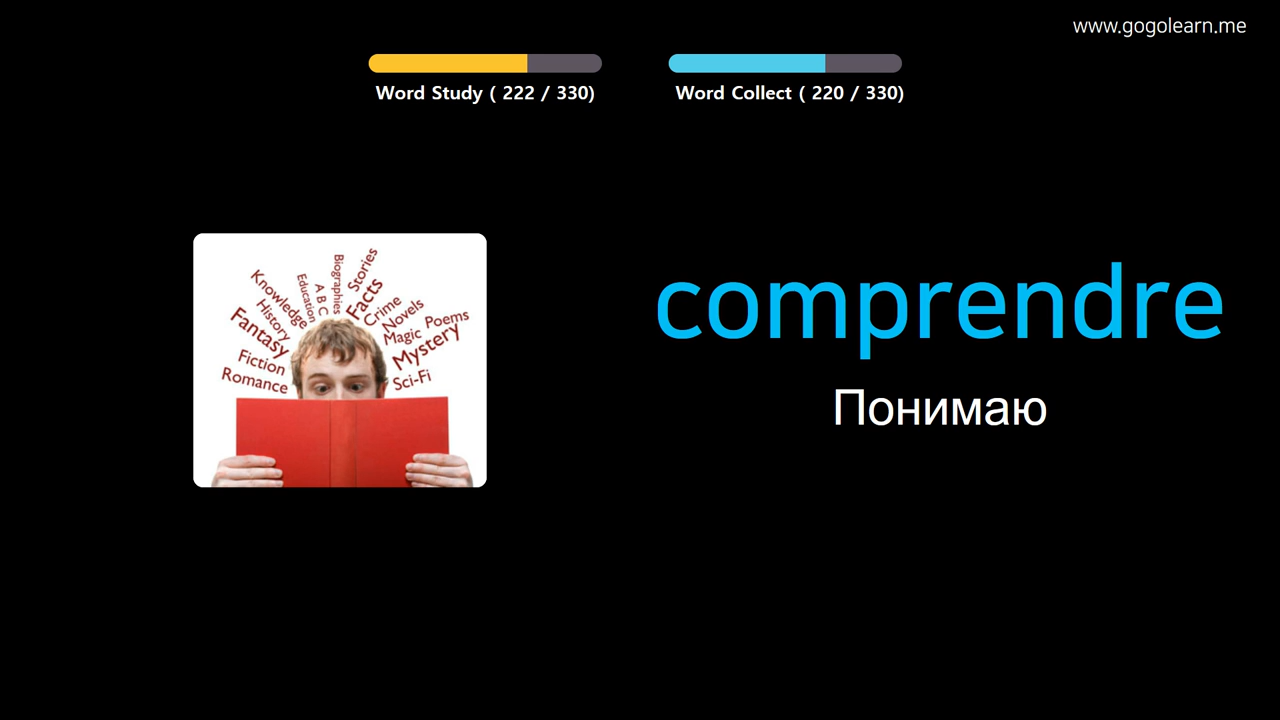 www.gogolearn.me
Word Study ( 222 / 330)
Word Collect ( 220 / 330)
comprendre
Понимаю
Knowledge
History
Fantasy
Fiction
Romance
Education
A B C
Biographies
Stories
Facts
Crime
Novels
Magic
Poems
Mystery
Sci-Fi